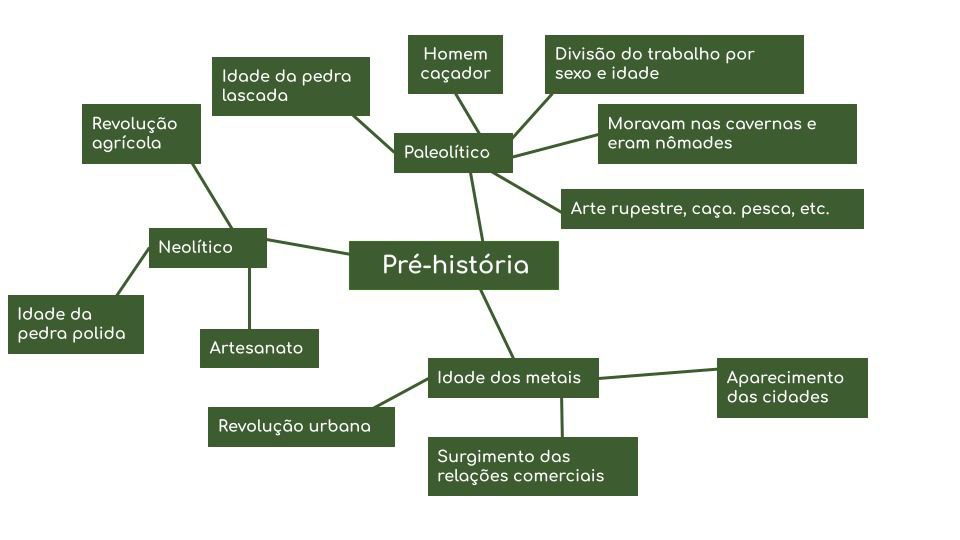 Homem
caçador
Divisão do trabalho por
sexo e idade
Idade da pedra
lascada
Revolução
agrícola
Moravam nas cavernas e
eram nômades
Paleolítico
Arte rupestre, caça. pesca, etc.
Neolítico
Pré-história
Idade da
pedra polida
Artesanato
Idade dos metais
Aparecimento
das cidades
Revolução urbana
Surgimento das
relações comerciais